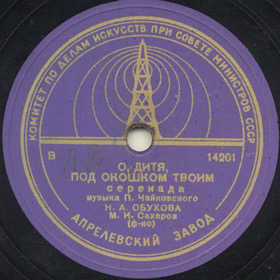 КОМИТЕТ ПО ДЕЛАМ ИСКУССТВ ПРИ СОВЕТЕ МИНИСТРОВ СССР
В 14201
О, ДИТЯ,
ПОД ОКОШКОМ ТВОИМ
серенада
музыка П. Чайковского
Н. А. ОБУХОВА
М. И. Сахаров
(ф-но)
АПРЕЛЕВСКИЙ ЗАВОД